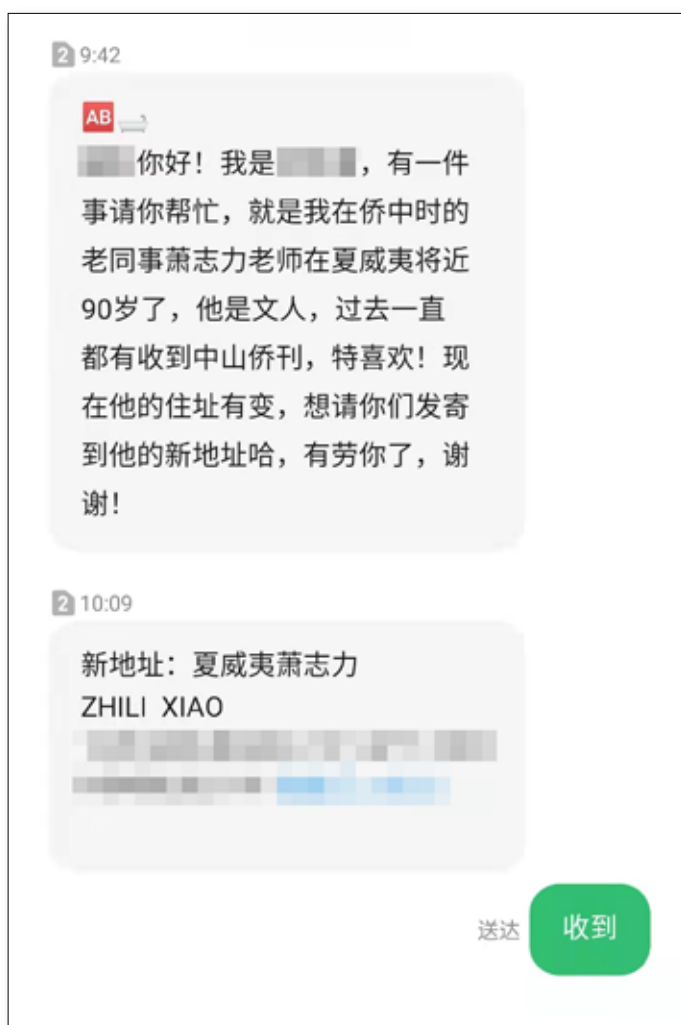 2 9:42
AB
你好！我是，有一件
事请你帮忙，就是我在侨中时的
老同事萧志力老师在夏威夷将近
90岁了，他是文人，过去一直
都有收到中山侨刊，特喜欢！现
在他的住址有变，想请你们发寄
到他的新地址哈，有劳你了，谢
谢！
2 10:09
新地址：夏威夷萧志力
ZHILI XIAO
送达 收到